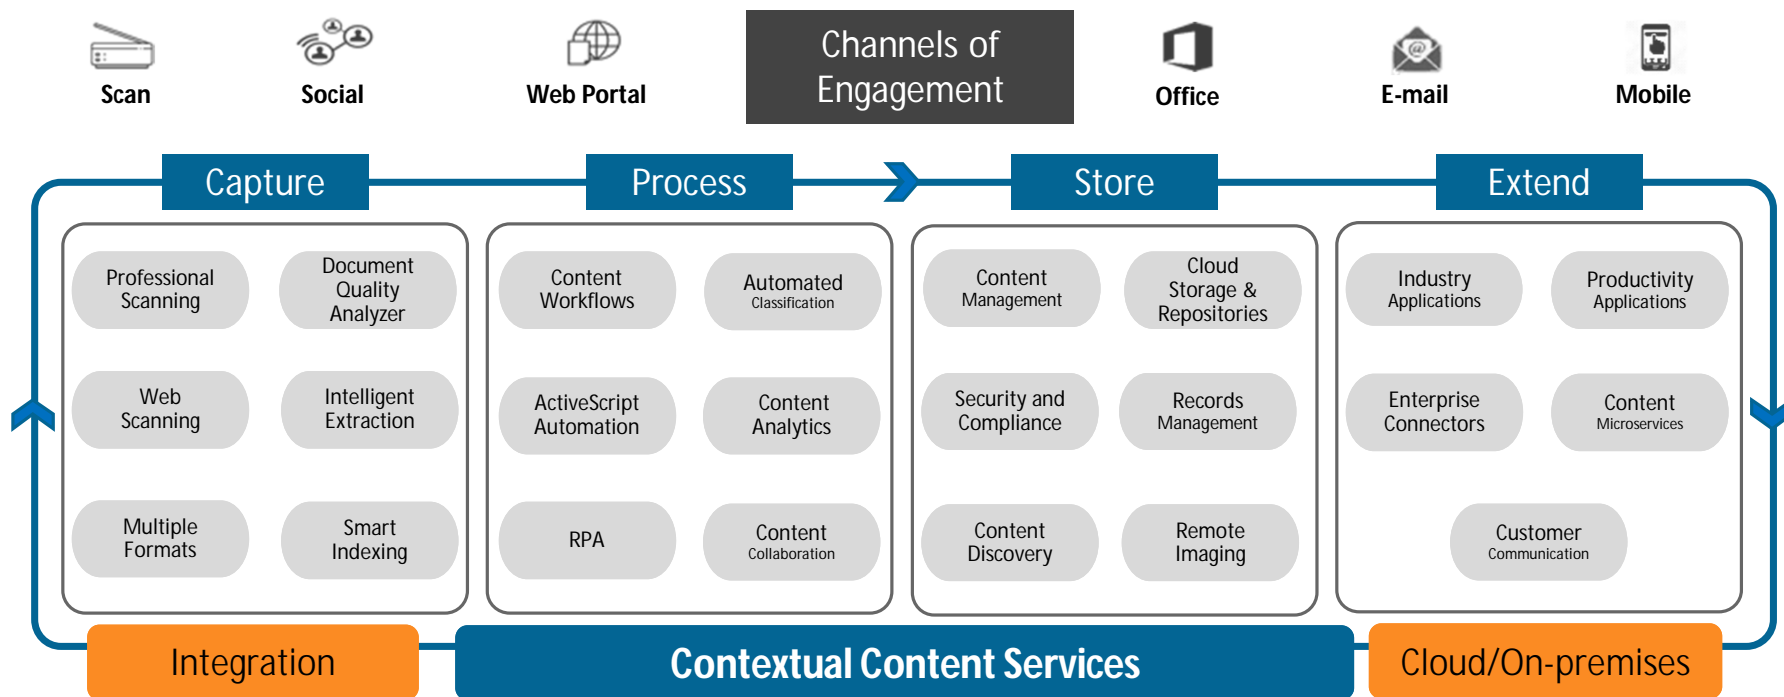 Channels of
Engagement
Scan
Social
Web Portal
Office
E-mail
Mobile
Capture
Process
Store
Extend
Professional
Scanning
Document
Quality
Analyzer
Web
Scanning
Intelligent
Extraction
Multiple
Formats
Smart
Indexing
Content
Workflows
Automated
Classification
ActiveScript
Automation
Content
Analytics
RPA
Content
Collaboration
Content
Management
Cloud
Storage &
Repositories
Security and
Compliance
Records
Management
Content
Discovery
Remote
Imaging
Industry
Applications
Productivity
Applications
Enterprise
Connectors
Content
Microservices
Customer
Communication
Integration
Contextual Content Services
Cloud/On-premises